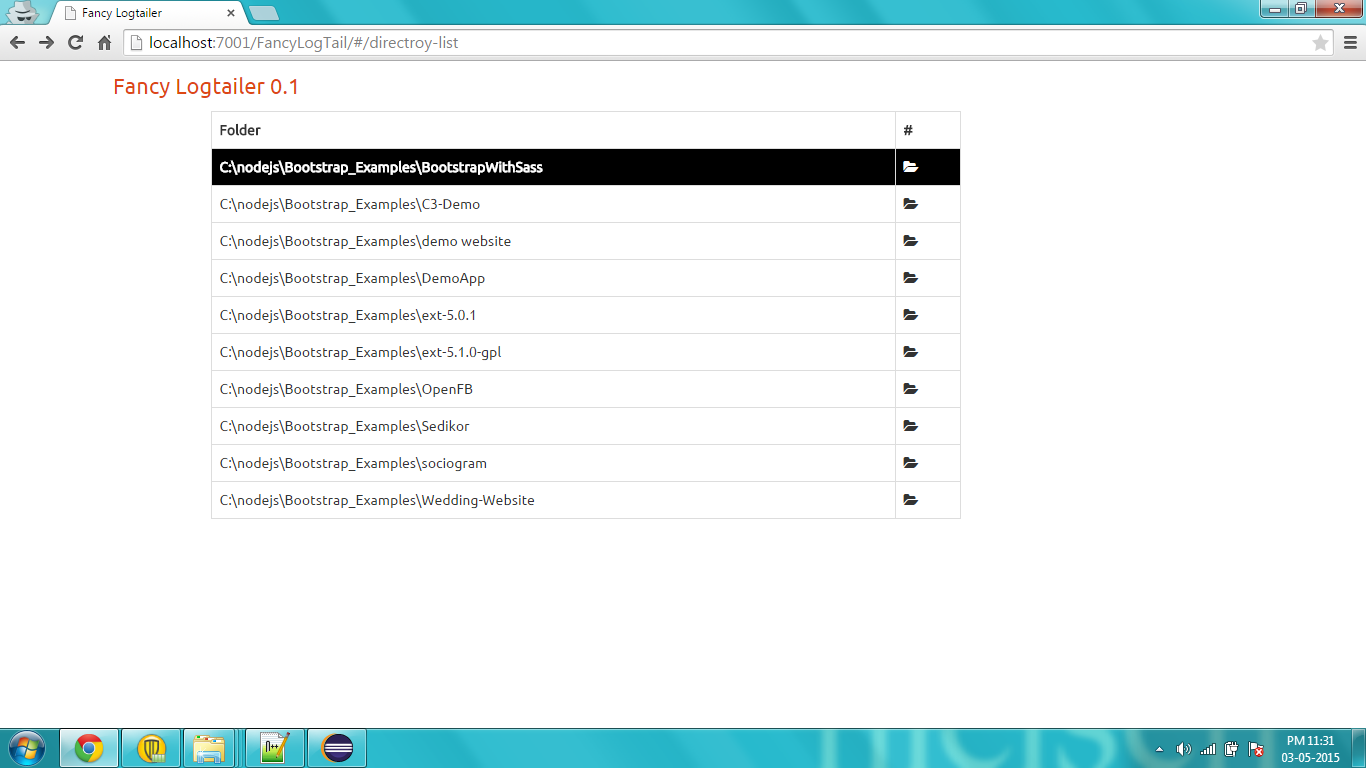 Fancy Logtailer
localhost:7001/FancyLogTail/#/directroy-list
Fancy Logtailer 0.1
Folder #
C:\nodejs\Bootstrap_Examples\BootstrapWithSass
C:\nodejs\Bootstrap_Examples\C3-Demo
C:\nodejs\Bootstrap_Examples\demo website
C:\nodejs\Bootstrap_Examples\DemoApp
C:\nodejs\Bootstrap_Examples\ext-5.0.1
C:\nodejs\Bootstrap_Examples\ext-5.1.0-gpl
C:\nodejs\Bootstrap_Examples\OpenFB
C:\nodejs\Bootstrap_Examples\Sedikor
C:\nodejs\Bootstrap_Examples\sociogram
C:\nodejs\Bootstrap_Examples\Wedding-Website
PM 11:31
03-05-2015